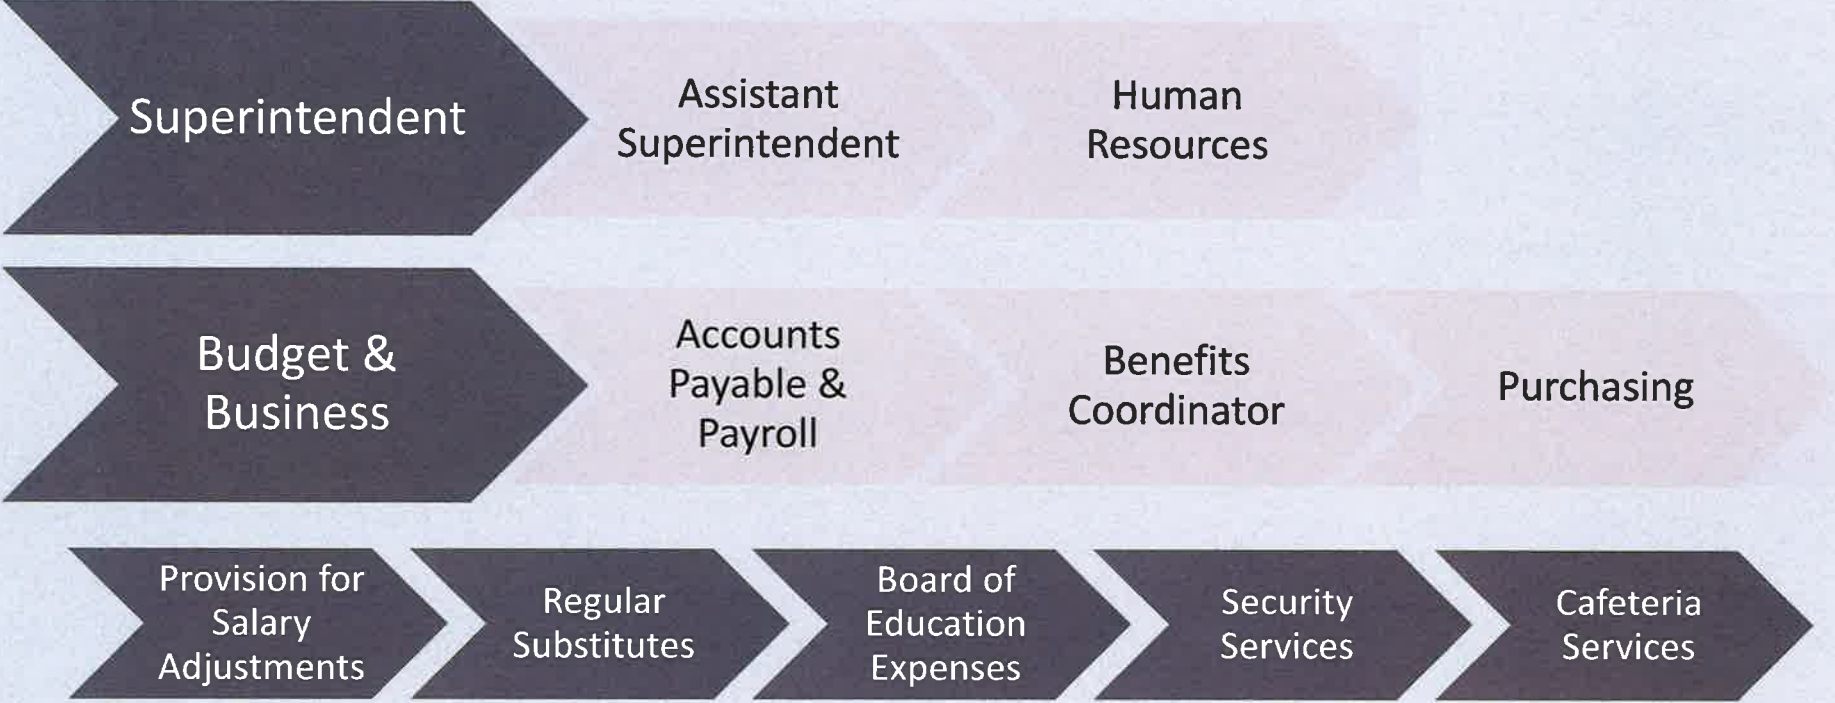 Superintendent
Assistant
Superintendent
Human
Resources
Budget &
Business
Accounts
Payable &
Payroll
Benefits
Coordinator
Purchasing
Provision for
Salary
Adjustments
Regular
Substitutes
Board of
Education
Expenses
Security
Services
Cafeteria
Services